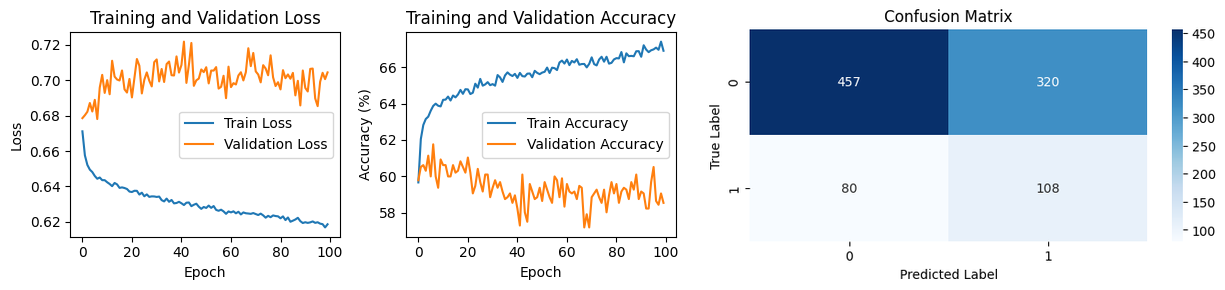 Training and Validation Loss
0.72
0.70
0.68
0.66
0.64
0.62
Loss
Train Loss
Validation Loss
0 20 40 60 80 100
Epoch
Training and Validation Accuracy
66
64
62
60
58
Accuracy (%)
Train Accuracy
Validation Accuracy
0 20 40 60 80 100
Epoch
Confusion Matrix
True Label
0
457 320
1
80 108
0 1
Predicted Label
450
400
350
300
250
200
150
100